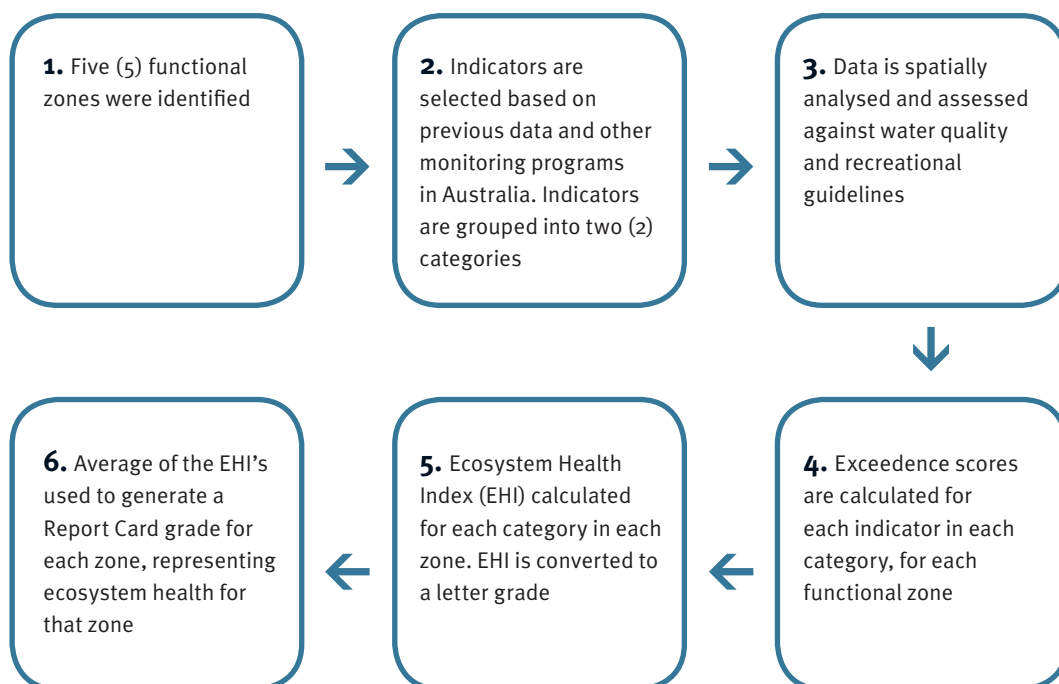 1. Five (5) functional
zones were identified
2. Indicators are
selected based on
previous data and other
monitoring programs
in Australia. Indicators
are grouped into two (2)
categories
3. Data is spatially
analysed and assessed
against water quality
and recreational
guidelines
4. Exceedence scores
are calculated for
each indicator in each
category, for each
functional zone
5. Ecosystem Health
Index (EHI) calculated
for each category in each
zone. EHI is converted to
a letter grade
6. Average of the EHI’s
used to generate a
Report Card grade for
each zone, representing
ecosystem health for
that zone